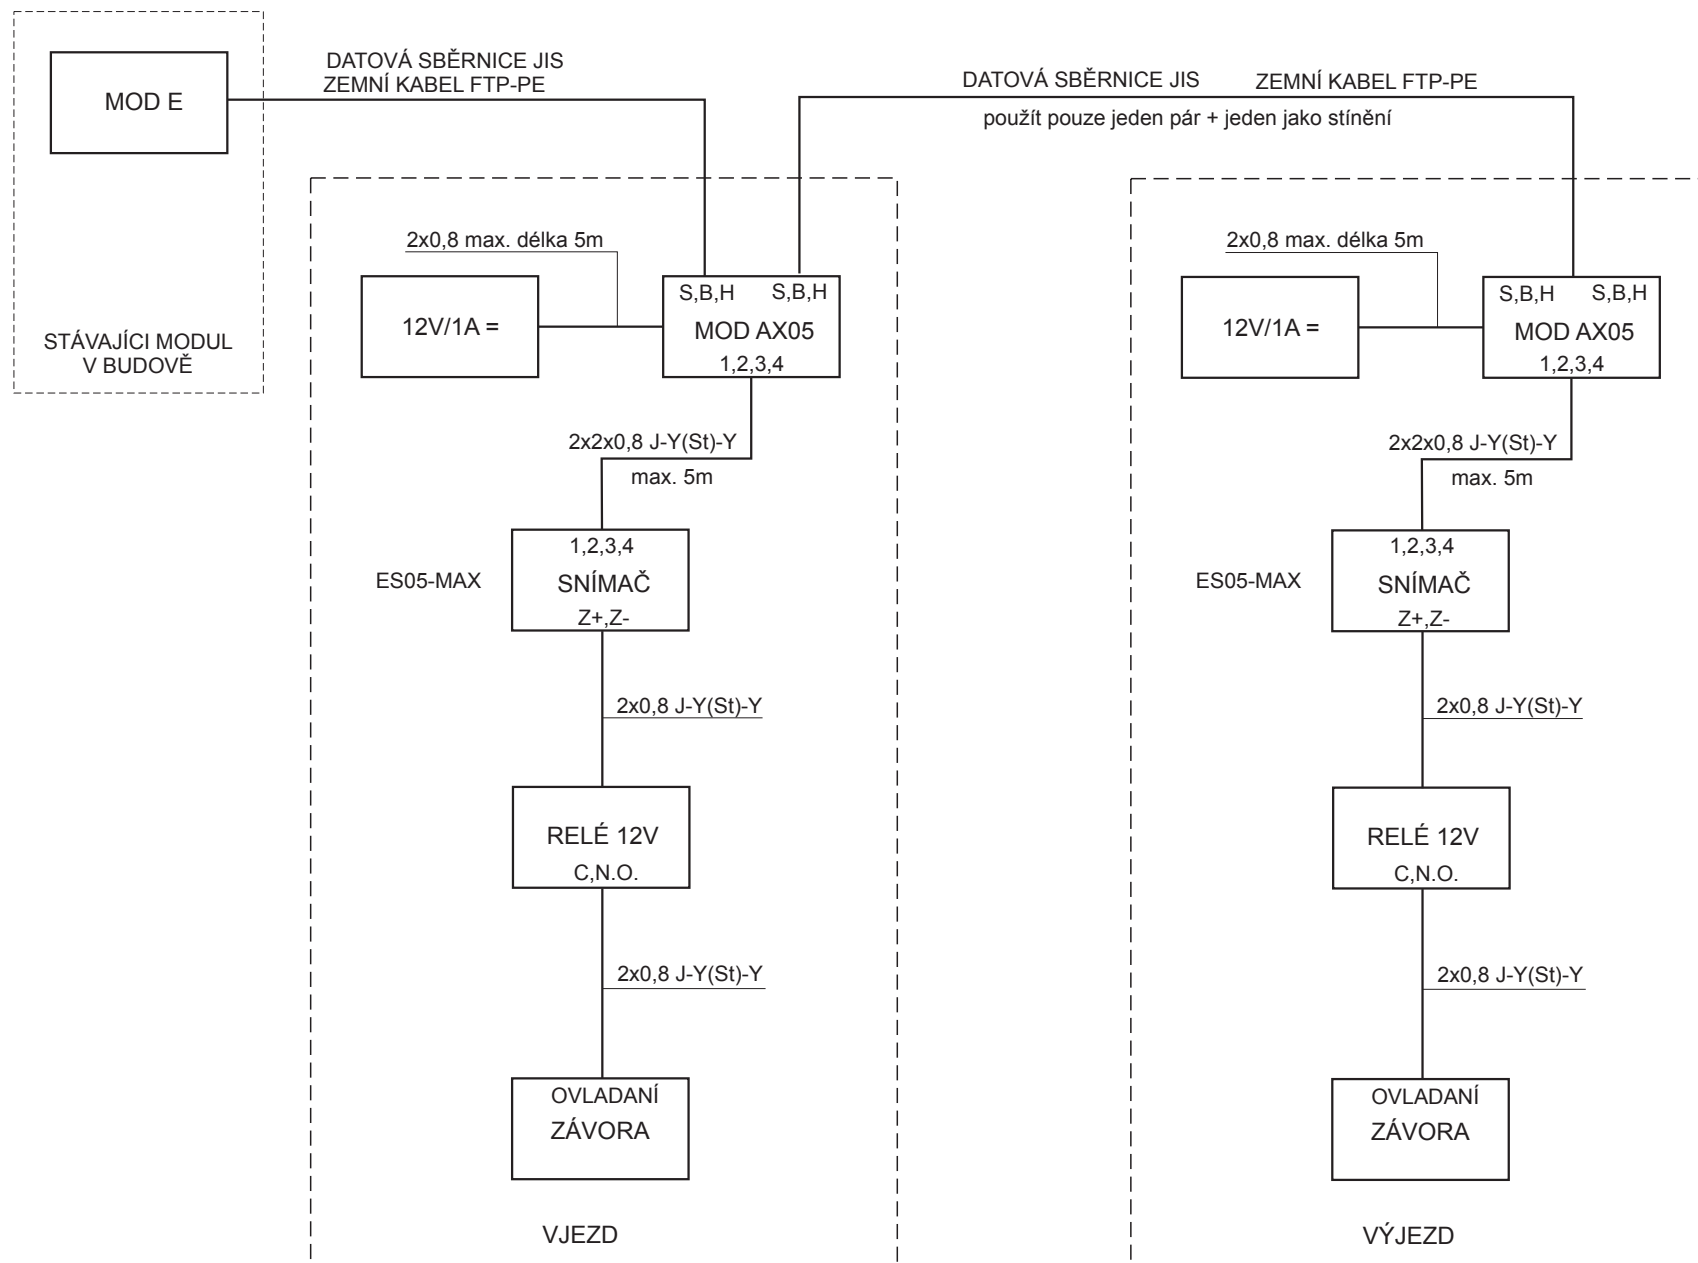 DATOVÁ SBĚRNICE JIS
ZEMNÍ KABEL FTP-PE
MOD E
STÁVAJÍCI MODUL
V BUDOVĚ
DATOVÁ SBĚRNICE JIS ZEMNÍ KABEL FTP-PE
použít pouze jeden pár + jeden jako stínění
2x0,8 max. délka 5m
12V/1A =
S,B,H S,B,H
MOD AX05
1,2,3,4
2x2x0,8 J-Y(St)-Y
max. 5m
1,2,3,4
ES05-MAX
SNÍMAČ
Z+,Z-
2x0,8 J-Y(St)-Y
RELÉ 12V
C,N.O.
2x0,8 J-Y(St)-Y
OVLADANÍ
ZÁVORA
VJEZD
2x0,8 max. délka 5m
12V/1A =
S,B,H S,B,H
MOD AX05
1,2,3,4
2x2x0,8 J-Y(St)-Y
max. 5m
1,2,3,4
ES05-MAX
SNÍMAČ
Z+,Z-
2x0,8 J-Y(St)-Y
RELÉ 12V
C,N.O.
2x0,8 J-Y(St)-Y
OVLADANÍ
ZÁVORA
VÝJEZD